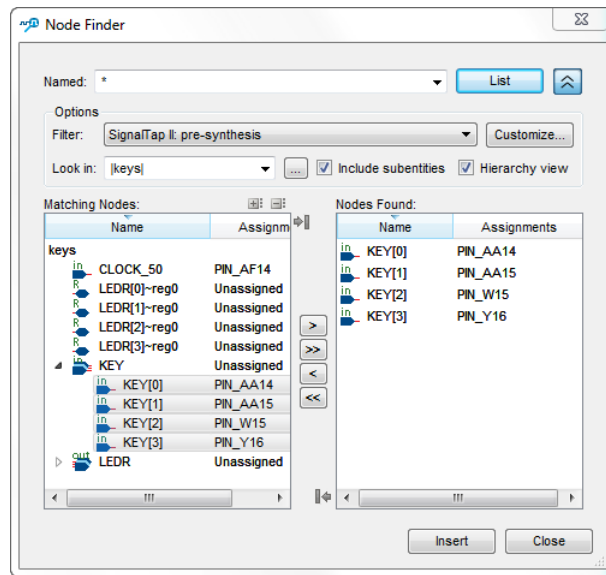 Node Finder
Named: * List
Options
Filter: SignalTap II: pre-synthesis Customize...
Look in: |keys| ... Include subentities Hierarchy view
Matching Nodes: Nodes Found:
Name Assignm Name Assignments
keys KEY[0] PIN_AA14
CLOCK_50 PIN_AF14 KEY[1] PIN_AA15
LEDR[0]~reg0 Unassigned KEY[2] PIN_W15
LEDR[1]~reg0 Unassigned KEY[3] PIN_Y16
LEDR[2]~reg0 Unassigned
LEDR[3]~reg0 Unassigned
KEY Unassigned
KEY[0] PIN_AA14
KEY[1] PIN_AA15
KEY[2] PIN_W15
KEY[3] PIN_Y16
LEDR Unassigned
>
>>
<
<<
Insert Close